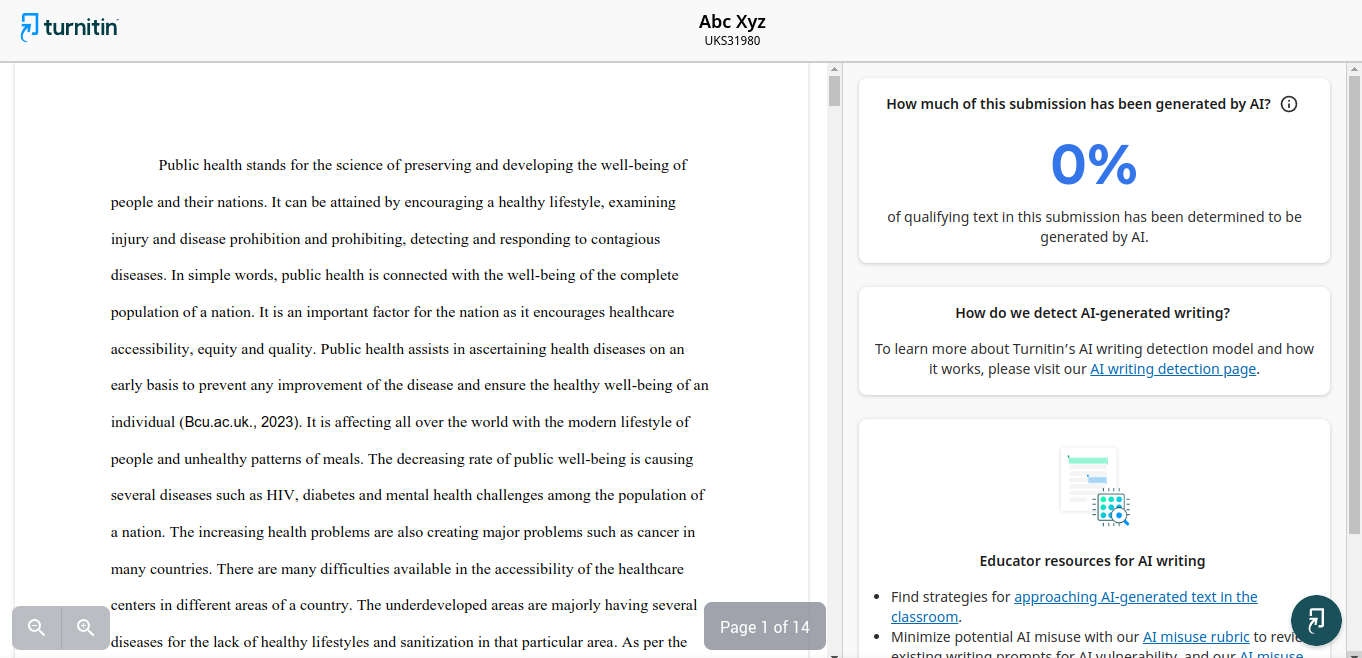 turnitin
Abc Xyz
UKS31980
Public health stands for the science of preserving and developing the well-being of
people and their nations. It can be attained by encouraging a healthy lifestyle, examining
injury and disease prohibition and prohibiting, detecting and responding to contagious
diseases. In simple words, public health is connected with the well-being of the complete
population of a nation. It is an important factor for the nation as it encourages healthcare
accessibility, equity and quality. Public health assists in ascertaining health diseases on an
early basis to prevent any improvement of the disease and ensure the healthy well-being of an
individual (Bcu.ac.uk., 2023). It is affecting all over the world with the modern lifestyle of
people and unhealthy patterns of meals. The decreasing rate of public well-being is causing
several diseases such as HIV, diabetes and mental health challenges among the population of
a nation. The increasing health problems are also creating major problems such as cancer in
many countries. There are many difficulties available in the accessibility of the healthcare
centers in different areas of a country. The underdeveloped areas are majorly having several
diseases for the lack of healthy lifestyles and sanitization in that particular area. As per the
Page 1 of 14
How much of this submission has been generated by AI?
0%
of qualifying text in this submission has been determined to be
generated by AI.
How do we detect AI-generated writing?
To learn more about Turnitin's AI writing detection model and how
it works, please visit our AI writing detection page.
Educator resources for AI writing
• Find strategies for approaching AI-generated text in the
classroom.
• Minimize potential AI misuse with our AI misuse rubric to revie
existing writing prompts for AI vulnerability, and our AI misuse